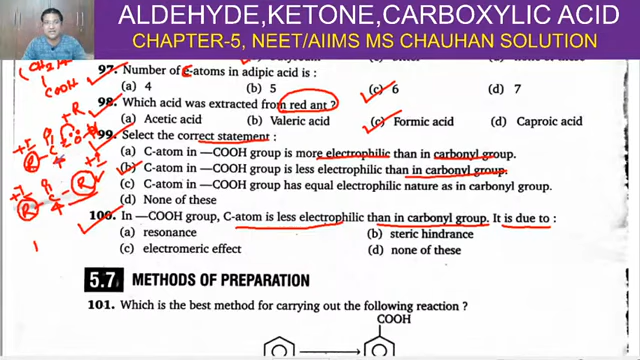 ALDEHYDE,KETONE,CARBOXYLIC ACID
CHAPTER-5, NEET/AIIMS MS CHAUHAN SOLUTION
97. Number of C-atoms in adipic acid is :
(a) 4 (b) 5 (c) 6 (d) 7
98. Which acid was extracted from red ant ?
(a) Acetic acid (b) Valeric acid (c) Formic acid (d) Caproic acid
99. Select the correct statement :
(a) C-atom in —COOH group is more electrophilic than in carbonyl group.
(b) C-atom in —COOH group is less electrophilic than in carbonyl group.
(c) C-atom in —COOH group has equal electrophilic nature as in carbonyl group.
(d) None of these
100. In —COOH group, C-atom is less electrophilic than in carbonyl group. It is due to :
(a) resonance (b) steric hindrance
(c) electromeric effect (d) none of these
5.7 METHODS OF PREPARATION
101. Which is the best method for carrying out the following reaction ?
COOH
COOH
+R
+I
R
+I
+I
R
R